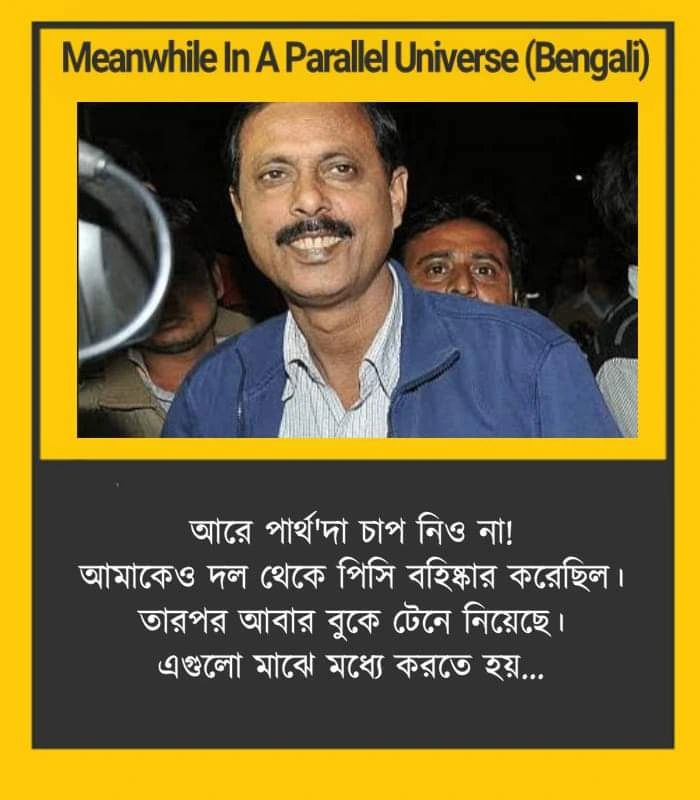 Meanwhile In A Parallel Universe (Bengali)
আরে পার্থ'দা চাপ নিও না!
আমাকেও দল থেকে পিসি বহিষ্কার করেছিল।
তারপর আবার বুকে টেনে নিয়েছে।
এগুলো মাঝে মধ্যে করতে হয়...